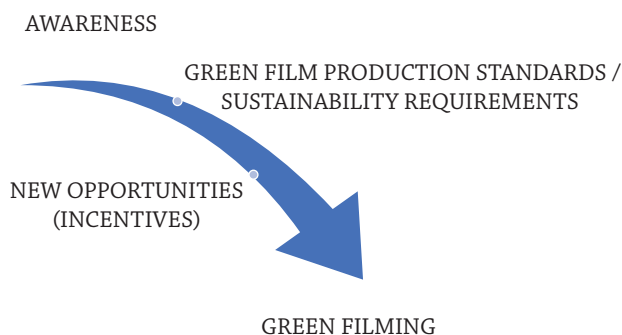 AWARENESS
GREEN FILM PRODUCTION STANDARDS /
SUSTAINABILITY REQUIREMENTS
NEW OPPORTUNITIES
(INCENTIVES)
GREEN FILMING